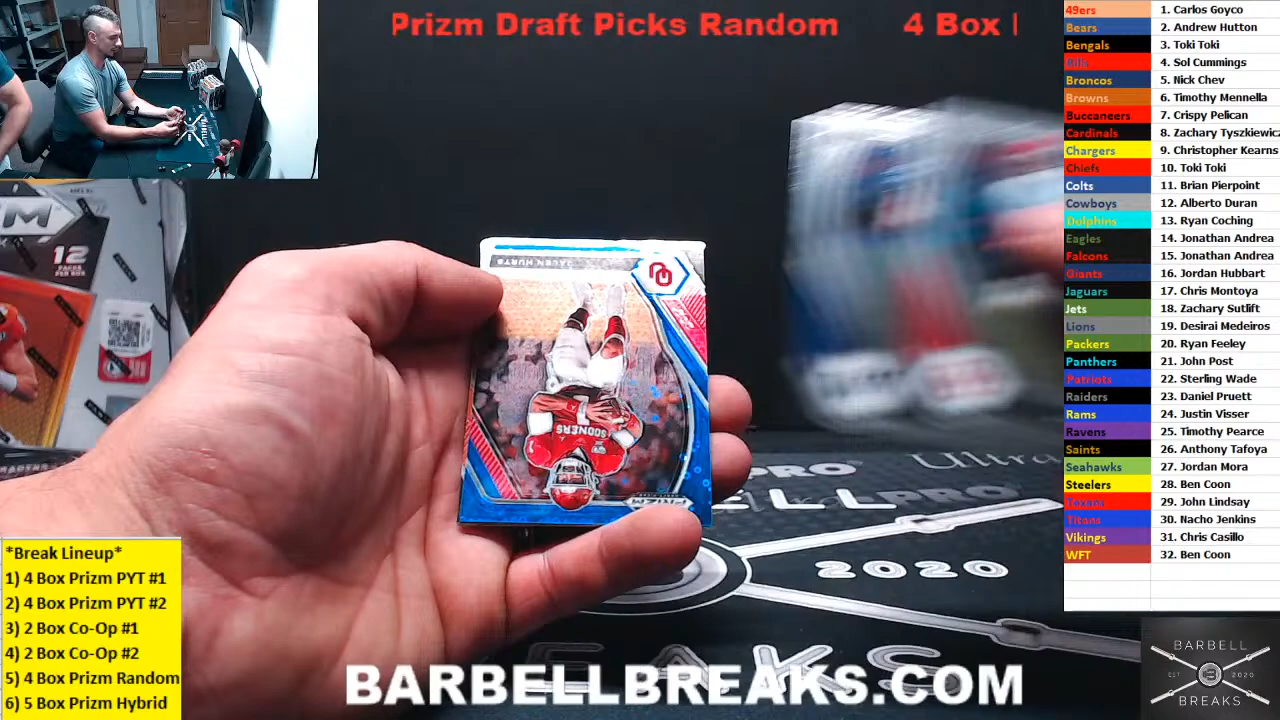 Prizm Draft Picks Random 4 Box
49ers 1. Carlos Goyco
Bears 2. Andrew Hutton
Bengals 3. Toki Toki
Bills 4. Sol Cummings
Broncos 5. Nick Chev
Browns 6. Timothy Mennella
Buccaneers 7. Crispy Pelican
Cardinals 8. Zachary Tyszkiewicz
Chargers 9. Christopher Kearns
Chiefs 10. Toki Toki
Colts 11. Brian Pierpoint
Cowboys 12. Alberto Duran
Dolphins 13. Ryan Coching
Eagles 14. Jonathan Andrea
Falcons 15. Jonathan Andrea
Giants 16. Jordan Hubbart
Jaguars 17. Chris Montoya
Jets 18. Zachary Sutlift
Lions 19. Desirai Medeiros
Packers 20. Ryan Feeley
Panthers 21. John Post
Patriots 22. Sterling Wade
Raiders 23. Daniel Pruett
Rams 24. Justin Visser
Ravens 25. Timothy Pearce
Saints 26. Anthony Tafoya
Seahawks 27. Jordan Mora
Steelers 28. Ben Coon
Texans 29. John Lindsay
Titans 30. Nacho Jenkins
Vikings 31. Chris Casillo
WFT 32. Ben Coon
12
PACKS
PER BOX
JALEN HURTS
OU
SOONERS
PRIZM
PRO
Ultra
2020
EAKS
*Break Lineup*
1) 4 Box Prizm PYT #1
2) 4 Box Prizm PYT #2
3) 2 Box Co-Op #1
4) 2 Box Co-Op #2
5) 4 Box Prizm Random
6) 5 Box Prizm Hybrid
BARBELLBREAKS.COM
BARBELL
EST 2020
BREAKS